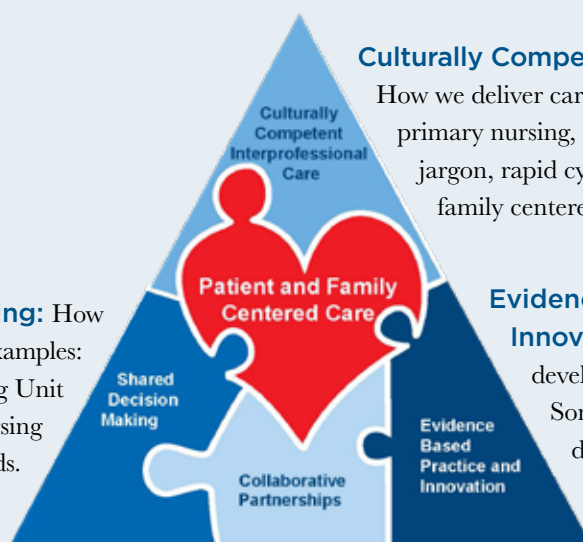 Culturally
Competent
Interprofessional
Care
Patient and Family
Centered Care
Shared
Decision
Making
Collaborative
Partnerships
Evidence
Based
Practice and
Innovation
Culturally Compe
How we deliver car
primary nursing,
jargon, rapid cy
family centere
ing: How
xamples:
g Unit
sing
ds.
Evidenc
Innov
devel
So
d